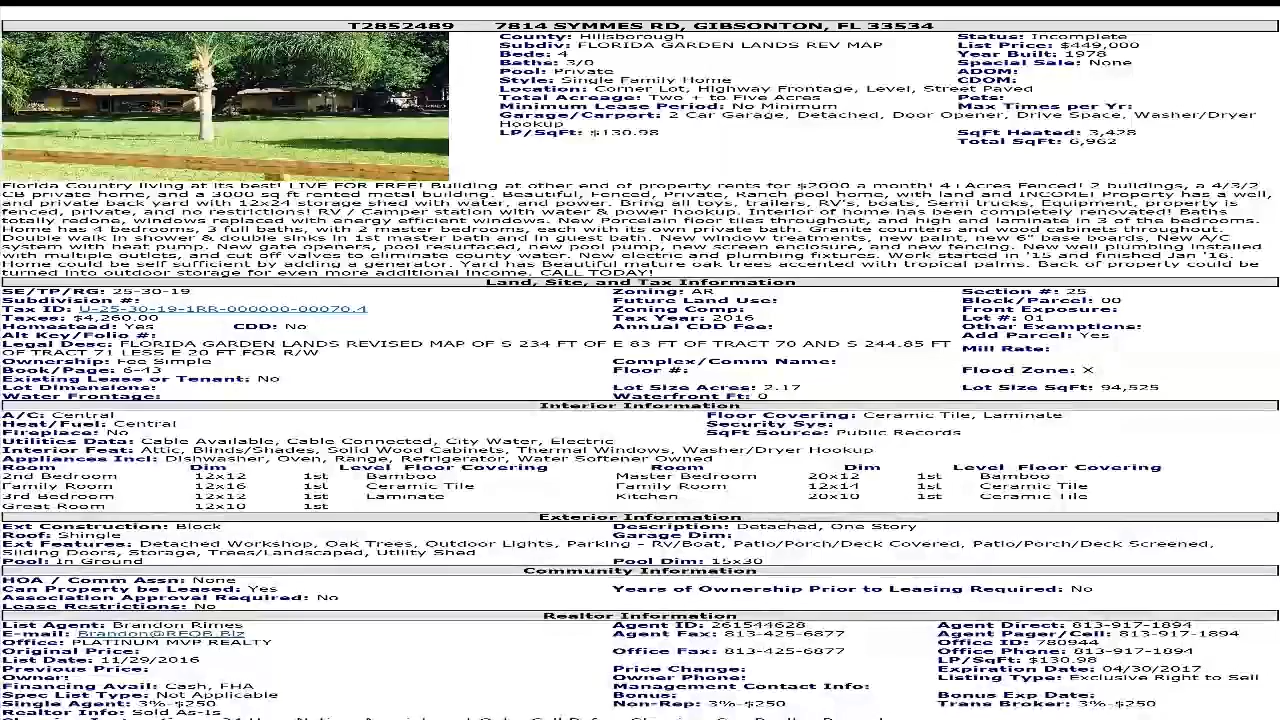 T2852489 7814 SYMMES RD, GIBSONTON, FL 33534
County: Hillsborough Status: Incomplete
Subdiv: FLORIDA GARDEN LANDS REV MAP List Price: $449,000
Beds: 4 Year Built: 1978
Baths: 3/0 Special Sale: None
Pool: Private ADOM:
Style: Single Family Home CDOM:
Location: Corner Lot, Highway Frontage, Level, Street Paved
Total Acreage: Two + to Five Acres Pets:
Minimum Lease Period: No Minimum Max Times per Yr:
Garage/Carport: 2 Car Garage, Detached, Door Opener, Drive Space, Washer/Dryer
Hookup
LP/SqFt: $130.98 SqFt Heated: 3,428
Total SqFt: 6,962
Florida Country living at its best! LIVE FOR FREE! Building at other end of property rents for $2000 a month! 4+Acres Fenced! 2 buildings, a 4/3/2
CB private home, and a 3000 sq ft rented metal building. Beautiful, Fenced, Private, Ranch pool home, with land and INCOME! Property has a well,
and private back yard with 12x24 storage shed with water, and power. Bring all toys, trailers, RV's, boats, Semi trucks, Equipment, property is
fenced, private, and no restrictions! RV / Camper station with water & power hookup. Interior of home has been completely renovated! Baths
totally redone, windows replaced with energy efficient windows. New Porcelain floor tiles throughout, and high end laminate in 3 of the bedrooms.
Home has 4 bedrooms, 3 full baths, with 2 master bedrooms, each with its own private bath. Granite counters and wood cabinets throughout.
Double walk in shower & double sinks in 1st master bath and in guest bath. New window treatments, new paint, new 6" base boards, New A/C
system with heat pump. New gate openers, pool resurfaced, new pool pump, new screen enclosure, and new fencing. New well plumbing installed
with multiple outlets, and cut off valves to eliminate county water. New electric and plumbing fixtures. Work started in '15 and finished Jan '16.
Home could be self sufficient by adding a generator. Yard has Beautiful mature oak trees accented with tropical palms. Back of property could be
turned into outdoor storage for even more additional income. CALL TODAY!
Land, Site, and Tax Information
SE/TP/RG: 25-30-19 Zoning: AR Section #: 25
Subdivision #: Future Land Use: Block/Parcel: 00
Tax ID: U-25-30-19-1RR-000000-00070.4 Zoning Comp: Front Exposure:
Taxes: $4,260.00 Tax Year: 2016 Lot #: 01
Homestead: Yes CDD: No Annual CDD Fee: Other Exemptions:
Alt Key/Folio #: Add Parcel: Yes
Legal Desc: FLORIDA GARDEN LANDS REVISED MAP OF S 234 FT OF E 83 FT OF TRACT 70 AND S 244.85 FT Mill Rate:
OF TRACT 71 LESS E 20 FT FOR R/W
Ownership: Fee Simple Complex/Comm Name:
Book/Page: 6-43 Floor #: Flood Zone: X
Existing Lease or Tenant: No
Lot Dimensions: Lot Size Acres: 2.17 Lot Size SqFt: 94,525
Water Frontage: Waterfront Ft: 0
Interior Information
A/C: Central Floor Covering: Ceramic Tile, Laminate
Heat/Fuel: Central Security Sys:
Fireplace: No SqFt Source: Public Records
Utilities Data: Cable Available, Cable Connected, City Water, Electric
Interior Feat: Attic, Blinds/Shades, Solid Wood Cabinets, Thermal Windows, Washer/Dryer Hookup
Appliances Incl: Dishwasher, Oven, Range, Refrigerator, Water Softener Owned
Room Dim Level Floor Covering Room Dim Level Floor Covering
2nd Bedroom 12x12 1st Bamboo Master Bedroom 20x12 1st Bamboo
Family Room 12x16 1st Ceramic Tile Family Room 12x14 1st Ceramic Tile
3rd Bedroom 12x12 1st Laminate Kitchen 20x10 1st Ceramic Tile
Great Room 12x10 1st
Exterior Information
Ext Construction: Block Description: Detached, One Story
Roof: Shingle Garage Dim:
Ext Features: Detached Workshop, Oak Trees, Outdoor Lights, Parking - Rv/Boat, Patio/Porch/Deck Covered, Patio/Porch/Deck Screened,
Sliding Doors, Storage, Trees/Landscaped, Utility Shed
Pool: In Ground Pool Dim: 15x30
Community Information
HOA / Comm Assn: None
Can Property be Leased: Yes Years of Ownership Prior to Leasing Required: No
Association Approval Required: No
Lease Restrictions: No
Realtor Information
List Agent: Brandon Rimes Agent ID: 261544628 Agent Direct: 813-917-1894
E-mail: Brandon@REOB.Biz Agent Fax: 813-425-6877 Agent Pager/Cell: 813-917-1894
Office: PLATINUM MVP REALTY Office ID: 780944
Original Price: Office Fax: 813-425-6877 Office Phone: 813-917-1894
List Date: 11/29/2016 LP/SqFt: $130.98
Previous Price: Price Change: Expiration Date: 04/30/2017
Owner: Owner Phone: Listing Type: Exclusive Right to Sell
Financing Avail: Cash, FHA Management Contact Info:
Spec List Type: Not Applicable Bonus: Bonus Exp Date:
Single Agent: 3%-$250 Non-Rep: 3%-$250 Trans Broker: 3%-$250
Realtor Info: Sold As-Is